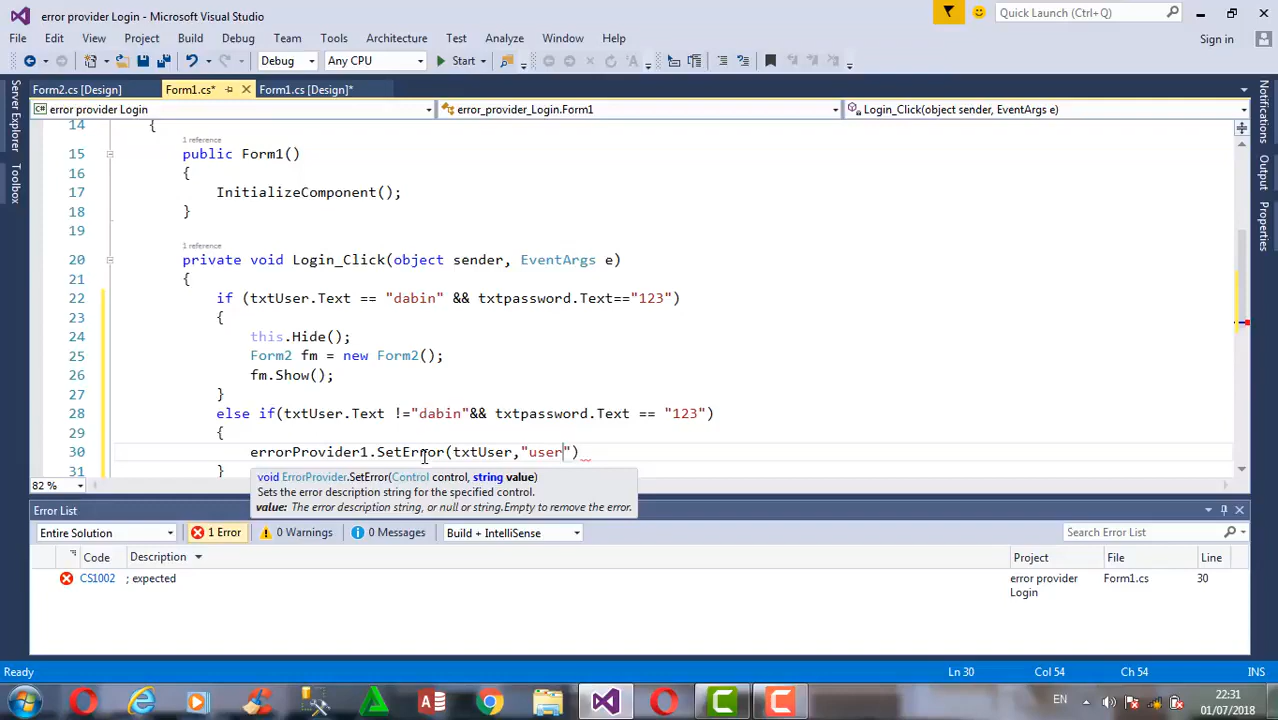 error provider Login - Microsoft Visual Studio
Quick Launch (Ctrl+Q)
File Edit View Project Build Debug Team Tools Architecture Test Analyze Window Help
Sign in
Debug Any CPU Start
Form2.cs [Design] Form1.cs* Form1.cs [Design]*
error provider Login error_provider_Login.Form1 Login_Click(object sender, EventArgs e)
Server Explorer
Toolbox
Notifications
Output
Properties
14 {
1 reference
15 public Form1()
16 {
17 InitializeComponent();
18 }
19
1 reference
20 private void Login_Click(object sender, EventArgs e)
21 {
22 if (txtUser.Text == "dabin" && txtpassword.Text=="123")
23 {
24 this.Hide();
25 Form2 fm = new Form2();
26 fm.Show();
27 }
28 else if(txtUser.Text !="dabin"&& txtpassword.Text == "123")
29 {
30 errorProvider1.SetError(txtUser,"user")
31 }
void ErrorProvider.SetError(Control control, string value)
Sets the error description string for the specified control.
value: The error description string, or null or string.Empty to remove the error.
82 %
Error List
Entire Solution 1 Error 0 Warnings 0 Messages Build + IntelliSense Search Error List
Code Description Project File Line
CS1002 ; expected error provider Login Form1.cs 30
Ready Ln 30 Col 54 Ch 54 INS
EN 22:31
01/07/2018